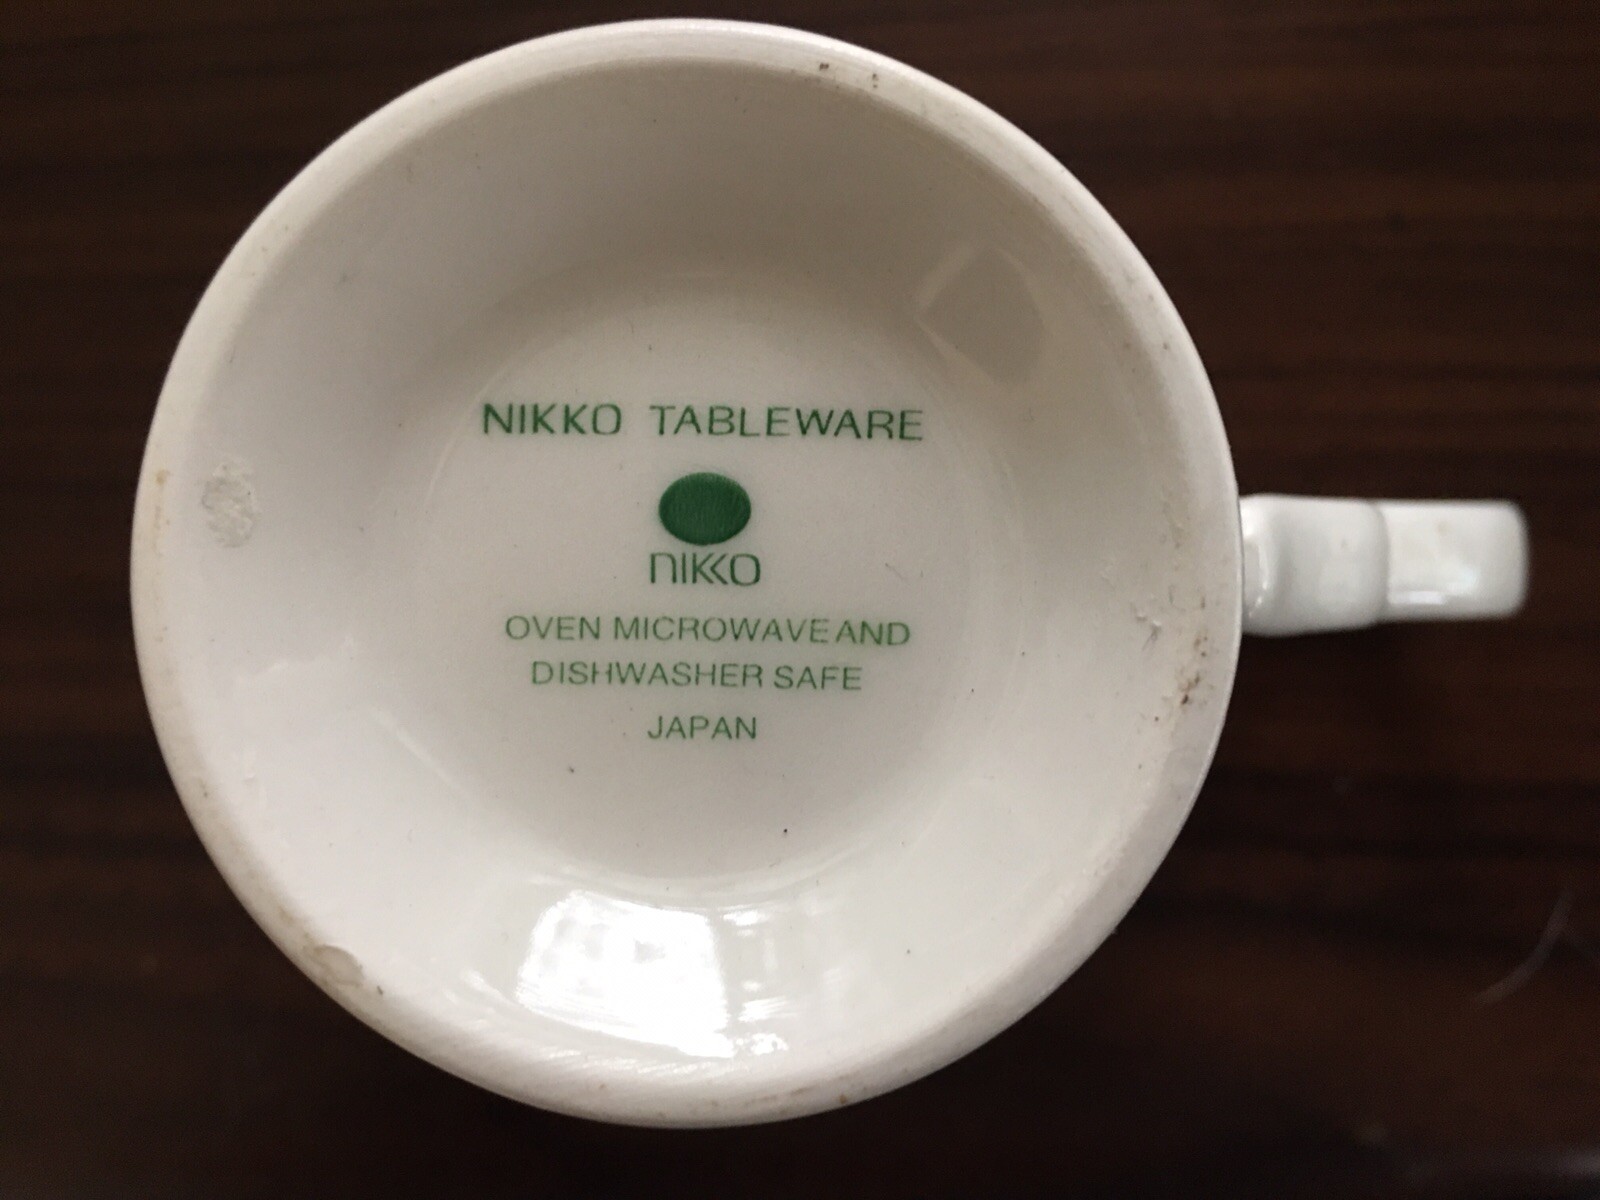 NIKKO TABLEWARE
NIKKO
OVEN MICROWAVE AND
DISHWASHER SAFE
JAPAN